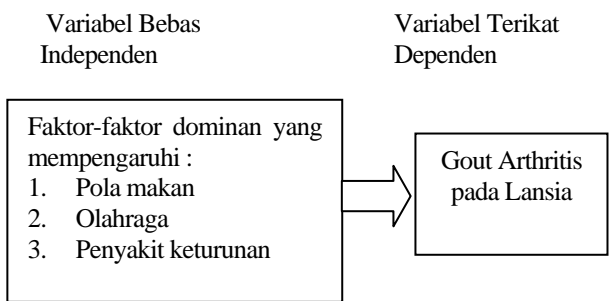 Variabel Bebas
Independen
Variabel Terikat
Dependen
Faktor-faktor dominan yang
mempengaruhi :
1. Pola makan
2. Olahraga
3. Penyakit keturunan
Gout Arthritis
pada Lansia